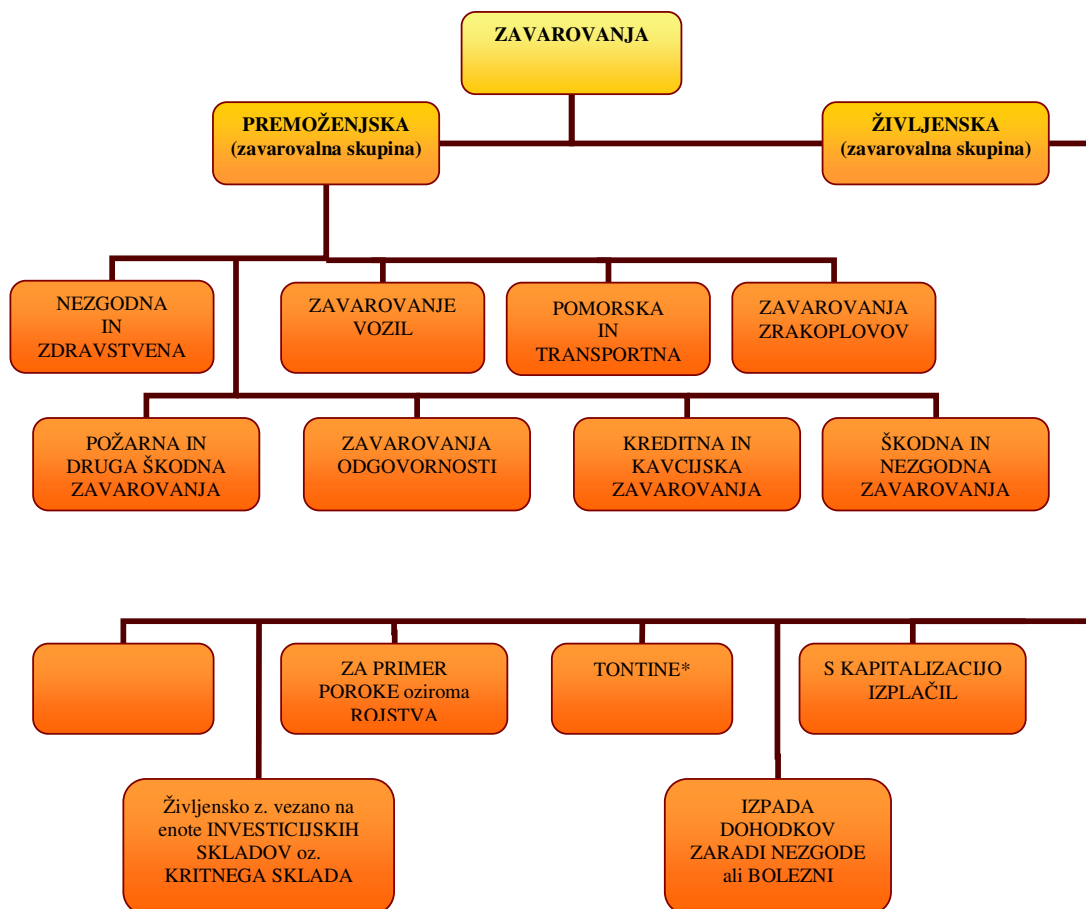 ZAVAROVANJA
PREMOŽENJSKA
(zavarovalna skupina)
ŽIVLJENSKA
(zavarovalna skupina)
NEZGODNA
IN
ZDRAVSTVENA
ZAVAROVANJE
VOZIL
POMORSKA
IN
TRANSPORTNA
ZAVAROVANJA
ZRAKOPLOVOV
POŽARNA IN
DRUGA ŠKODNA
ZAVAROVANJA
ZAVAROVANJA
ODGOVORNOSTI
KREDITNA IN
KAVCIJSKA
ZAVAROVANJA
ŠKODNA IN
NEZGODNA
ZAVAROVANJA
ZA PRIMER
POROKE oziroma
ROJSTVA
TONTINE*
S KAPITALIZACIJO
IZPLAČIL
Življensko z. vezano na
enote INVESTICIJSKIH
SKLADOV oz.
KRITNEGA SKLADA
IZPADA
DOHODKOV
ZARADI NEZGODE
ali BOLEZNI